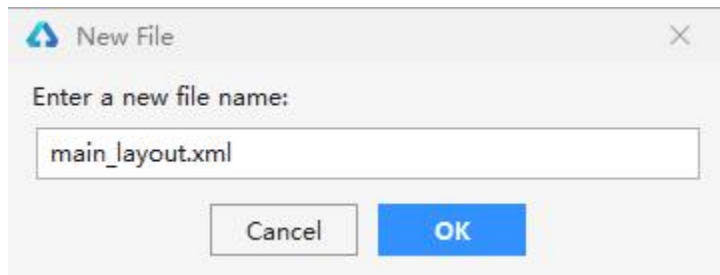 New File
Enter a new file name:
main_layout.xml
Cancel OK